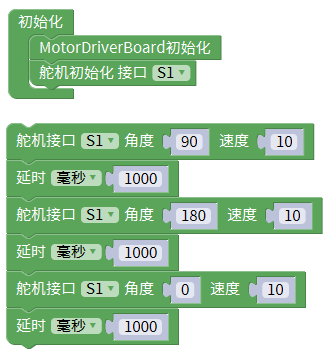 初始化
MotorDriverBoard初始化
舵机初始化 接口 S1
舵机接口 S1 角度 90 速度 10
延时 毫秒 1000
舵机接口 S1 角度 180 速度 10
延时 毫秒 1000
舵机接口 S1 角度 0 速度 10
延时 毫秒 1000